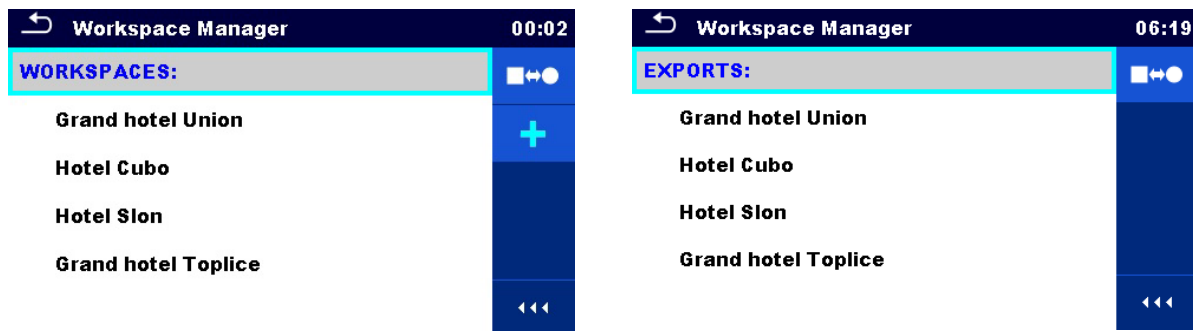 Workspace Manager 00:02
WORKSPACES:
Grand hotel Union
Hotel Cubo
Hotel Slon
Grand hotel Toplice
Workspace Manager 06:19
EXPORTS:
Grand hotel Union
Hotel Cubo
Hotel Slon
Grand hotel Toplice